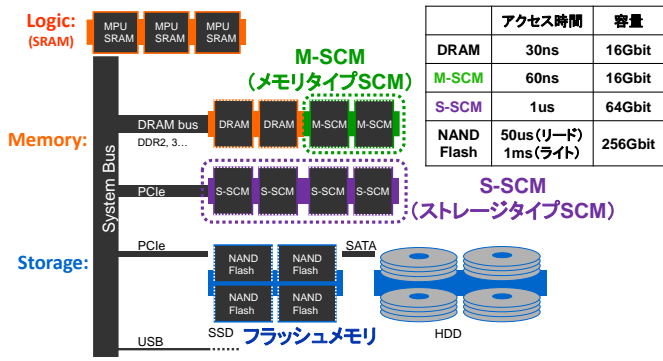 Logic:
(SRAM)
MPU
SRAM
MPU
SRAM
MPU
SRAM
System Bus
M-SCM
(メモリタイプSCM)
Memory:
DRAM bus
DDR2, 3…
DRAM
DRAM
M-SCM
M-SCM
PCIe
S-SCM
S-SCM
S-SCM
S-SCM
S-SCM
(ストレージタイプSCM)
Storage:
PCIe
NAND
Flash
NAND
Flash
NAND
Flash
NAND
Flash
SATA
USB
SSD
フラッシュメモリ
HDD
アクセス時間 容量
DRAM 30ns 16Gbit
M-SCM 60ns 16Gbit
S-SCM 1us 64Gbit
NAND
Flash
50us(リード)
1ms(ライト)
256Gbit